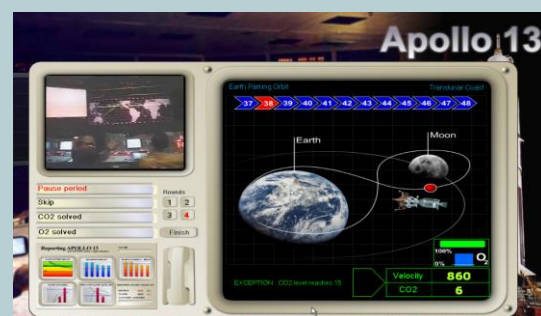 Apollo 13
Earth Parking Orbit
Translunar Coast
37 38 39 40 41 42 43 44 45 46 47 48
Earth
Moon
Pause period
Skip
CO2 solved
O2 solved
Rounds
1 2
3 4
Finish
Reporting APOLLO 13
100%
0%
O2
EXCEPTION : CO2 level reaches 15
Velocity 860
CO2 6